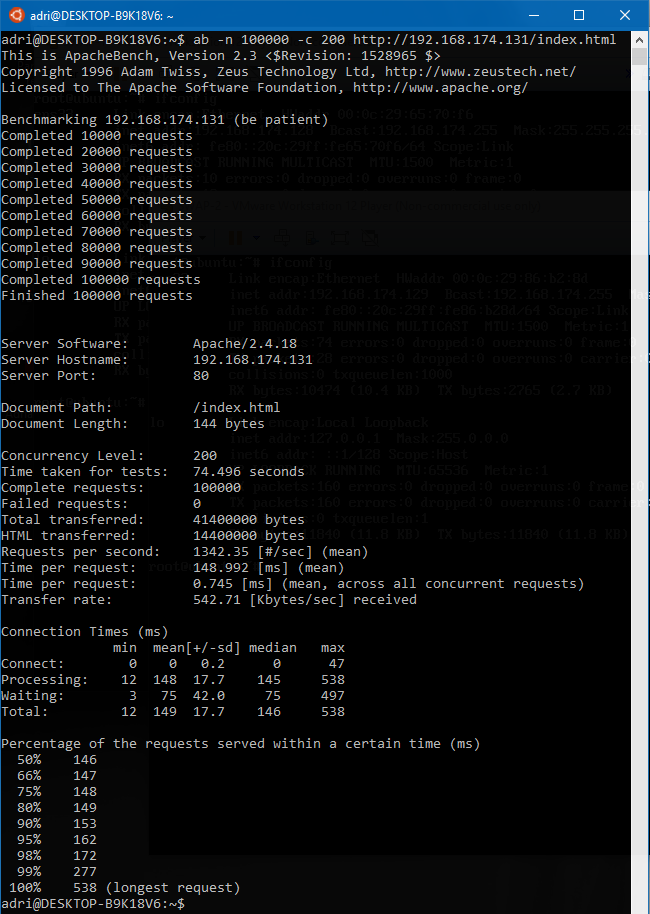 adri@DESKTOP-B9K18V6: ~
adri@DESKTOP-B9K18V6:~$ ab -n 100000 -c 200 http://192.168.174.131/index.html
This is ApacheBench, Version 2.3 <$Revision: 1528965 $>
Copyright 1996 Adam Twiss, Zeus Technology Ltd, http://www.zeustech.net/
Licensed to The Apache Software Foundation, http://www.apache.org/

Benchmarking 192.168.174.131 (be patient)
Completed 10000 requests
Completed 20000 requests
Completed 30000 requests
Completed 40000 requests
Completed 50000 requests
Completed 60000 requests
Completed 70000 requests
Completed 80000 requests
Completed 90000 requests
Completed 100000 requests
Finished 100000 requests

Server Software:        Apache/2.4.18
Server Hostname:        192.168.174.131
Server Port:            80

Document Path:          /index.html
Document Length:        144 bytes

Concurrency Level:      200
Time taken for tests:   74.496 seconds
Complete requests:      100000
Failed requests:        0
Total transferred:      41400000 bytes
HTML transferred:       14400000 bytes
Requests per second:    1342.35 [#/sec] (mean)
Time per request:       148.992 [ms] (mean)
Time per request:       0.745 [ms] (mean, across all concurrent requests)
Transfer rate:          542.71 [Kbytes/sec] received

Connection Times (ms)
              min  mean[+/-sd] median   max
Connect:        0    0   0.2      0      47
Processing:    12  148  17.7    145     538
Waiting:        3   75  42.0     75     497
Total:         12  149  17.7    146     538

Percentage of the requests served within a certain time (ms)
  50%    146
  66%    147
  75%    148
  80%    149
  90%    153
  95%    162
  98%    172
  99%    277
 100%    538 (longest request)
adri@DESKTOP-B9K18V6:~$